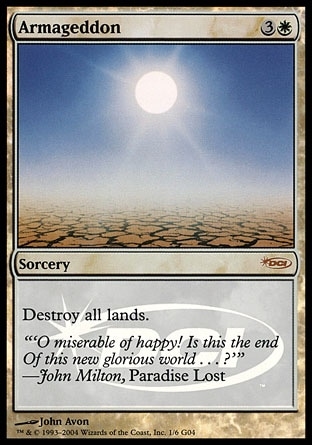 Armageddon 3
Sorcery DCI
Destroy all lands.
“‘O miserable of happy! Is this the end
Of this new glorious world . . .?’”
—John Milton, Paradise Lost
DCI
John Avon
™ & © 1993-2004 Wizards of the Coast, Inc. 1/6 G04